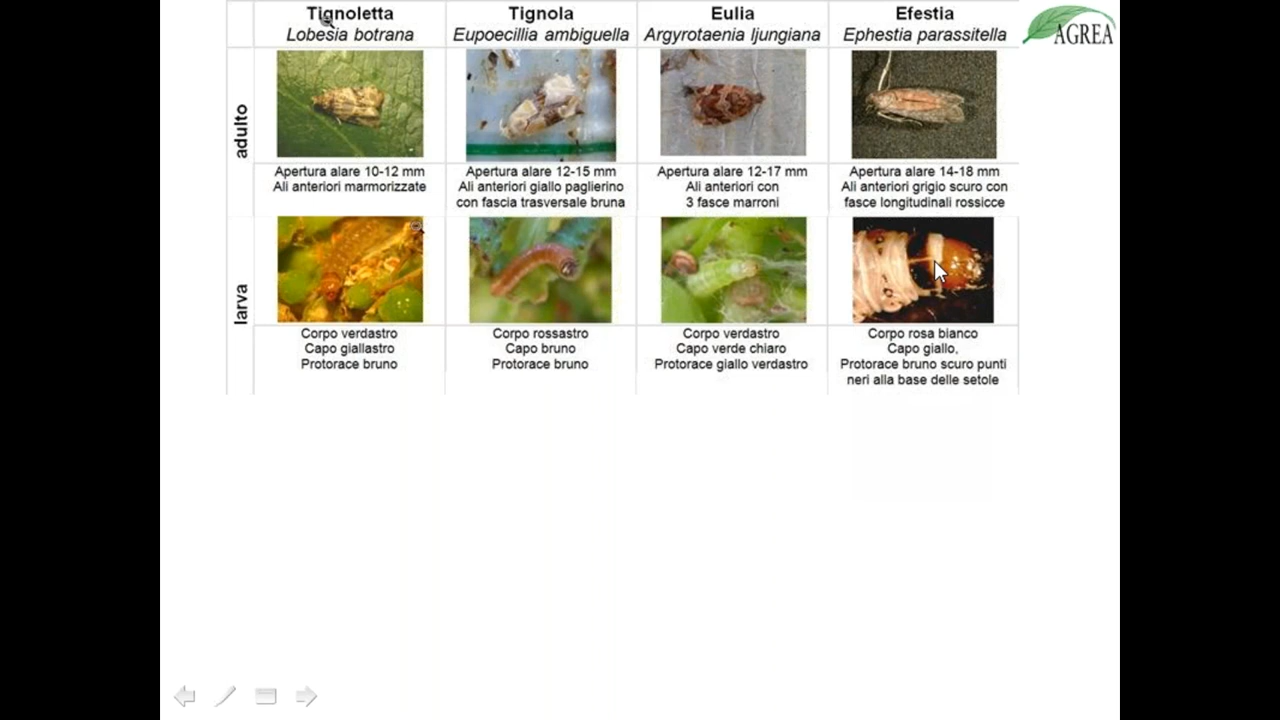 Tignoletta
Lobesia botrana
Tignola
Eupoecillia ambiguella
Eulia
Argyrotaenia ljungiana
Efestia
Ephestia parassitella
AGREA
adulto
Apertura alare 10-12 mm
Ali anteriori marmorizzate
Apertura alare 12-15 mm
Ali anteriori giallo paglierino
con fascia trasversale bruna
Apertura alare 12-17 mm
Ali anteriori con
3 fasce marroni
Apertura alare 14-18 mm
Ali anteriori grigio scuro con
fasce longitudinali rossicce
larva
Corpo verdastro
Capo giallastro
Protorace bruno
Corpo rossastro
Capo bruno
Protorace bruno
Corpo verdastro
Capo verde chiaro
Protorace giallo verdastro
Corpo rosa bianco
Capo giallo,
Protorace bruno scuro punti
neri alla base delle setole